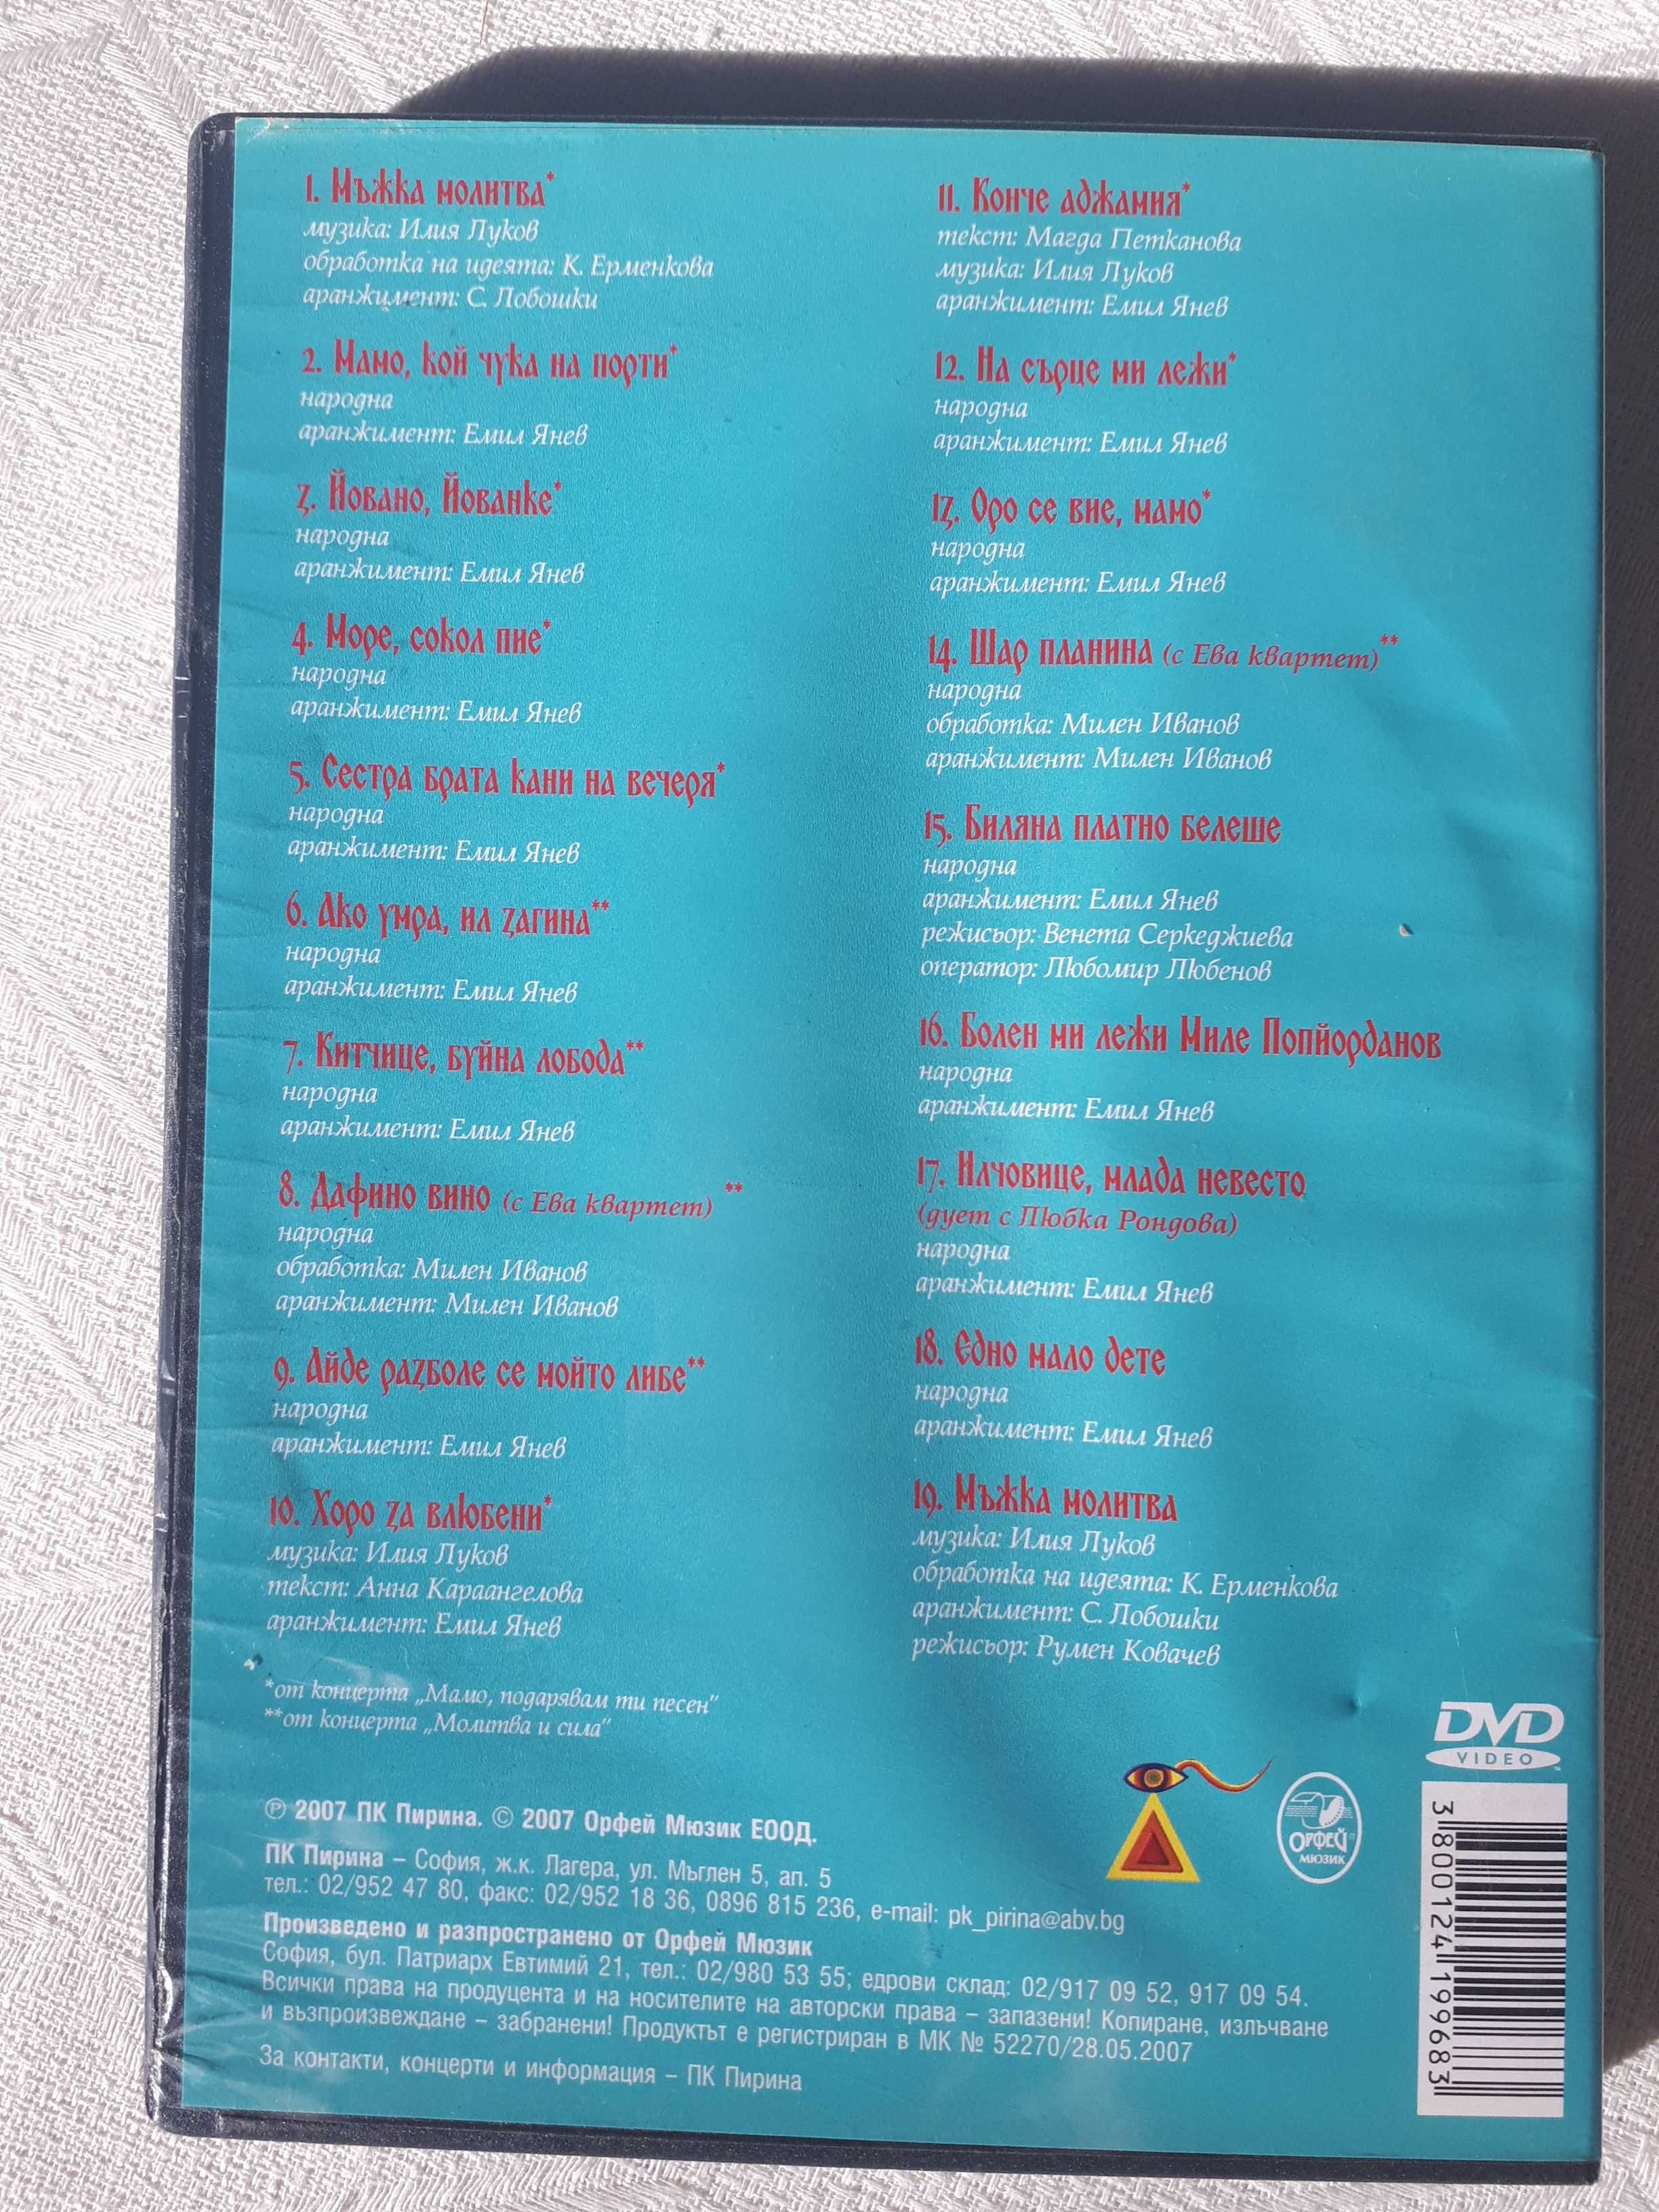 1. Мъжка молитва*
музика: Илия Луков
обработка на идеята: К. Ерменкова
аранжимент: С. Лобошки
2. Мамо, кой чука на порти*
народна
аранжимент: Емил Янев
3. Йовано, Йованке*
народна
аранжимент: Емил Янев
4. Море, сокол пие*
народна
аранжимент: Емил Янев
5. Сестра брата кани на вечеря*
народна
аранжимент: Емил Янев
6. Ако умра, ил загина**
народна
аранжимент: Емил Янев
7. Китчице, буйна лобода**
народна
аранжимент: Емил Янев
8. Дафино вино (с Ева квартет) **
народна
обработка: Милен Иванов
аранжимент: Милен Иванов
9. Айде разболе се мойто либе**
народна
аранжимент: Емил Янев
10. Хоро за влюбени*
музика: Илия Луков
текст: Анна Караангелова
аранжимент: Емил Янев
*от концерта „Мамо, подарявам ти песен"
**от концерта „Молитва и сила"
11. Конче аджамия*
текст: Магда Петканова
музика: Илия Луков
аранжимент: Емил Янев
12. На сърце ми лежи*
народна
аранжимент: Емил Янев
13. Оро се вие, мамо*
народна
аранжимент: Емил Янев
14. Шар планина (с Ева квартет)**
народна
обработка: Милен Иванов
аранжимент: Милен Иванов
15. Биляна платно белеше
народна
аранжимент: Емил Янев
режисьор: Венета Серкеджиева
оператор: Любомир Любенов
16. Болен ми лежи Миле Попйорданов
народна
аранжимент: Емил Янев
17. Илчовице, млада невесто
(дует с Любка Рондова)
народна
аранжимент: Емил Янев
18. Едно мало дете
народна
аранжимент: Емил Янев
19. Мъжка молитва
музика: Илия Луков
обработка на идеята: К. Ерменкова
аранжимент: С. Лобошки
режисьор: Румен Ковачев
℗ 2007 ПК Пирина. © 2007 Орфей Мюзик ЕООД.
ПК Пирина – София, ж.к. Лагера, ул. Мъглен 5, ап. 5
тел.: 02/952 47 80, факс: 02/952 18 36, 0896 815 236, e-mail: pk_pirina@abv.bg
Произведено и разпространено от Орфей Мюзик
София, бул. Патриарх Евтимий 21, тел.: 02/980 53 55; едрови склад: 02/917 09 52, 917 09 54.
Всички права на продуцента и на носителите на авторски права – запазени! Копиране, излъчване
и възпроизвеждане – забранени! Продуктът е регистриран в МК № 52270/28.05.2007
За контакти, концерти и информация – ПК Пирина
ОРФЕЙ
МЮЗИК
DVD
VIDEO
3 800124 199683